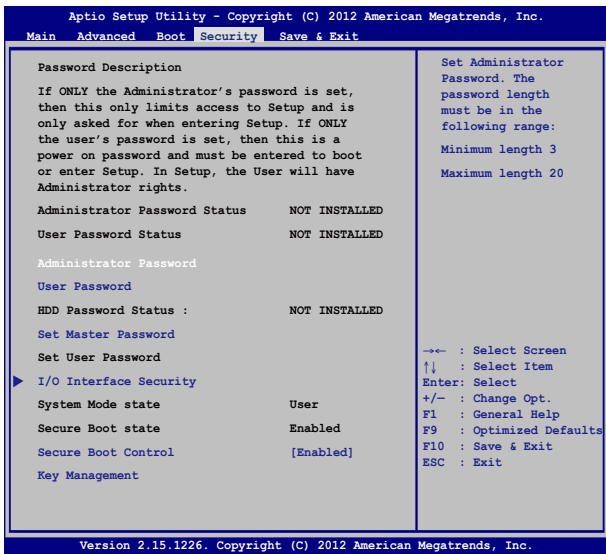 Aptio Setup Utility - Copyright (C) 2012 American Megatrends, Inc.
Main Advanced Boot Security Save & Exit
Password Description
If ONLY the Administrator's password is set,
then this only limits access to Setup and is
only asked for when entering Setup. If ONLY
the user's password is set, then this is a
power on password and must be entered to boot
or enter Setup. In Setup, the User will have
Administrator rights.
Administrator Password Status NOT INSTALLED
User Password Status NOT INSTALLED
Administrator Password
User Password
HDD Password Status : NOT INSTALLED
Set Master Password
Set User Password
I/O Interface Security
System Mode state User
Secure Boot state Enabled
Secure Boot Control [Enabled]
Key Management
Set Administrator
Password. The
password length
must be in the
following range:
Minimum length 3
Maximum length 20
→← : Select Screen
↑↓ : Select Item
Enter: Select
+/— : Change Opt.
F1 : General Help
F9 : Optimized Defaults
F10 : Save & Exit
ESC : Exit
Version 2.15.1226. Copyright (C) 2012 American Megatrends, Inc.